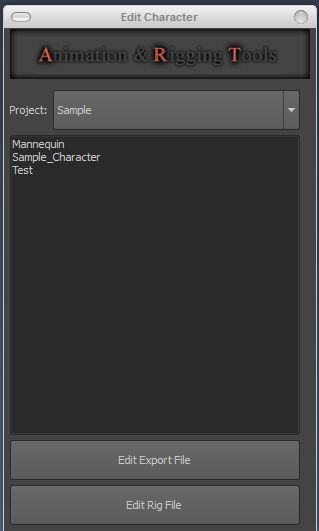 Edit Character
Animation & Rigging Tools
Project: Sample
Mannequin
Sample_Character
Test
Edit Export File
Edit Rig File